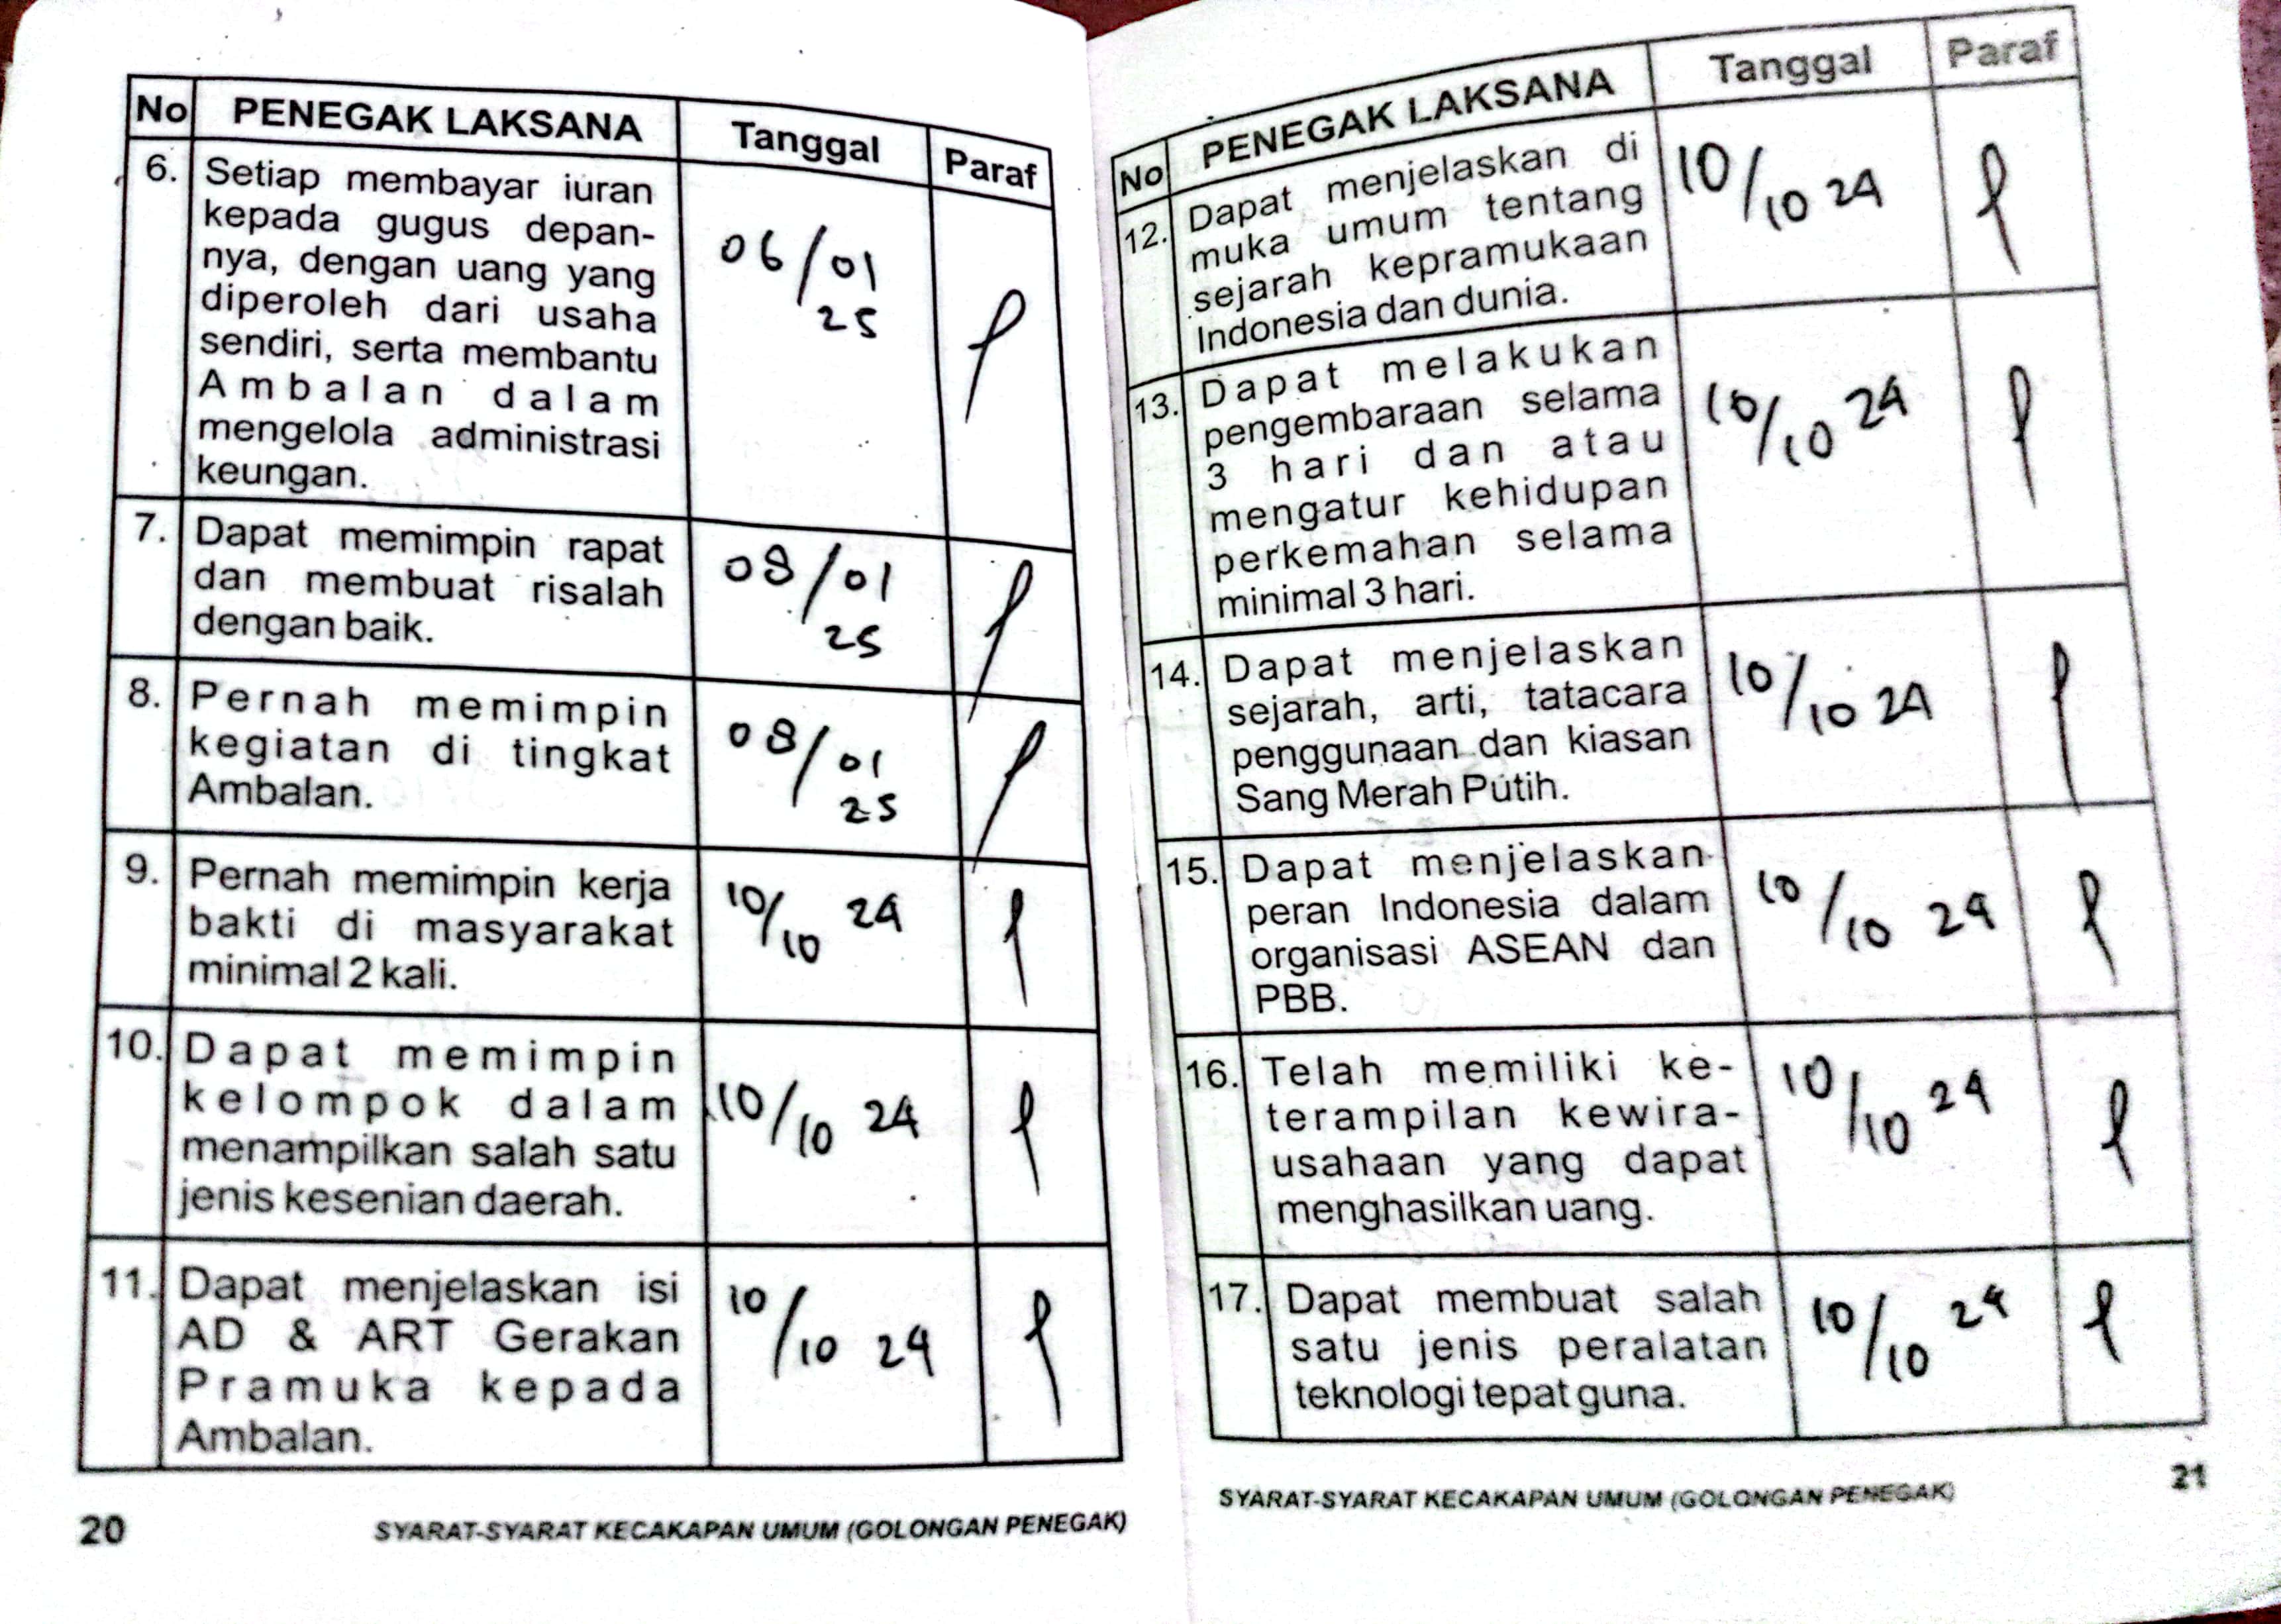 No PENEGAK LAKSANA Tanggal Paraf
6. Setiap membayar iuran
kepada gugus depan-
nya, dengan uang yang
diperoleh dari usaha
sendiri, serta membantu
Ambalan dalam
mengelola administrasi
keungan.
06/01
25
7. Dapat memimpin rapat
dan membuat risalah
dengan baik.
08/01
25
8. Pernah memimpin
kegiatan di tingkat
Ambalan.
08/01
25
9. Pernah memimpin kerja
bakti di masyarakat
minimal 2 kali.
10/10 24
10. Dapat memimpin
kelompok dalam
menampilkan salah satu
jenis kesenian daerah.
10/10 24
11. Dapat menjelaskan isi
AD & ART Gerakan
Pramuka kepada
Ambalan.
10/10 24
20 SYARAT-SYARAT KECAKAPAN UMUM (GOLONGAN PENEGAK)
No PENEGAK LAKSANA Tanggal Paraf
12. Dapat menjelaskan di
muka umum tentang
sejarah kepramukaan
Indonesia dan dunia.
10/10 24
13. Dapat melakukan
pengembaraan selama
3 hari dan atau
mengatur kehidupan
perkemahan selama
minimal 3 hari.
10/10 24
14. Dapat menjelaskan
sejarah, arti, tatacara
penggunaan dan kiasan
Sang Merah Putih.
10/10 24
15. Dapat menjelaskan
peran Indonesia dalam
organisasi ASEAN dan
PBB.
10/10 24
16. Telah memiliki ke-
terampilan kewira-
usahaan yang dapat
menghasilkan uang.
10/10 24
17. Dapat membuat salah
satu jenis peralatan
teknologi tepat guna.
10/10 24
SYARAT-SYARAT KECAKAPAN UMUM (GOLONGAN PENEGAK) 21